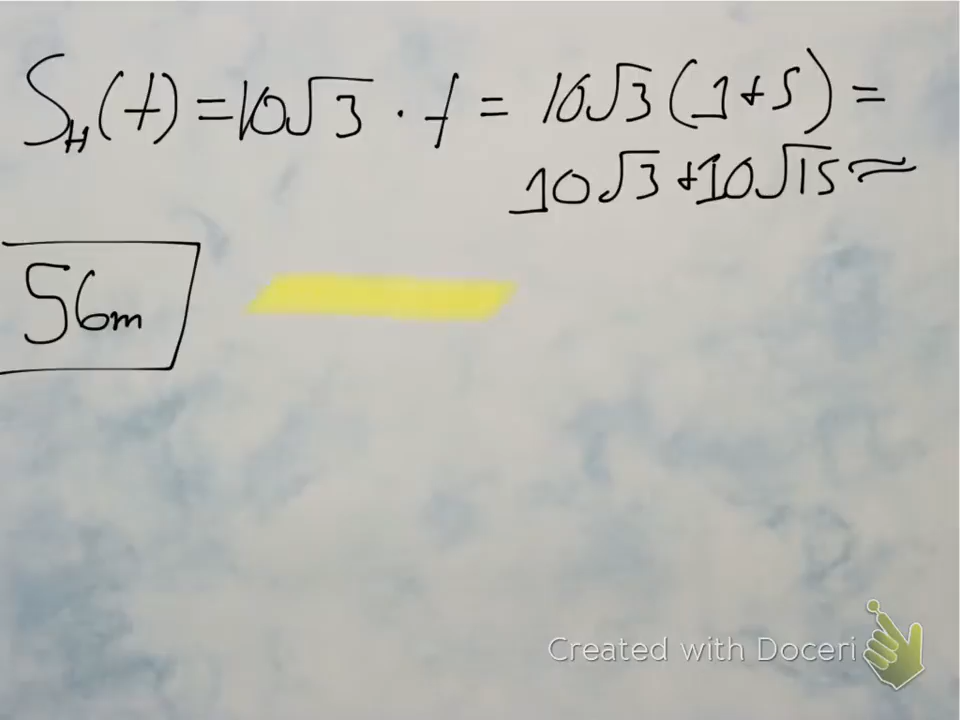 S_H(t) = 10√3 · t = 10√3 (1+5) =
10√3 + 10√15 ≈
56m
Created with Doceri